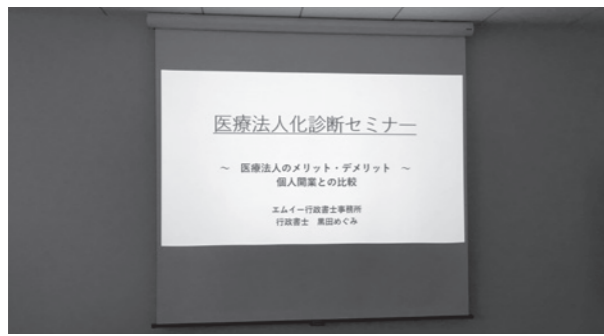 医療法人化診断セミナー
～ 医療法人のメリット・デメリット ～
個人開業との比較
エムイー行政書士事務所
行政書士 黒田めぐみ